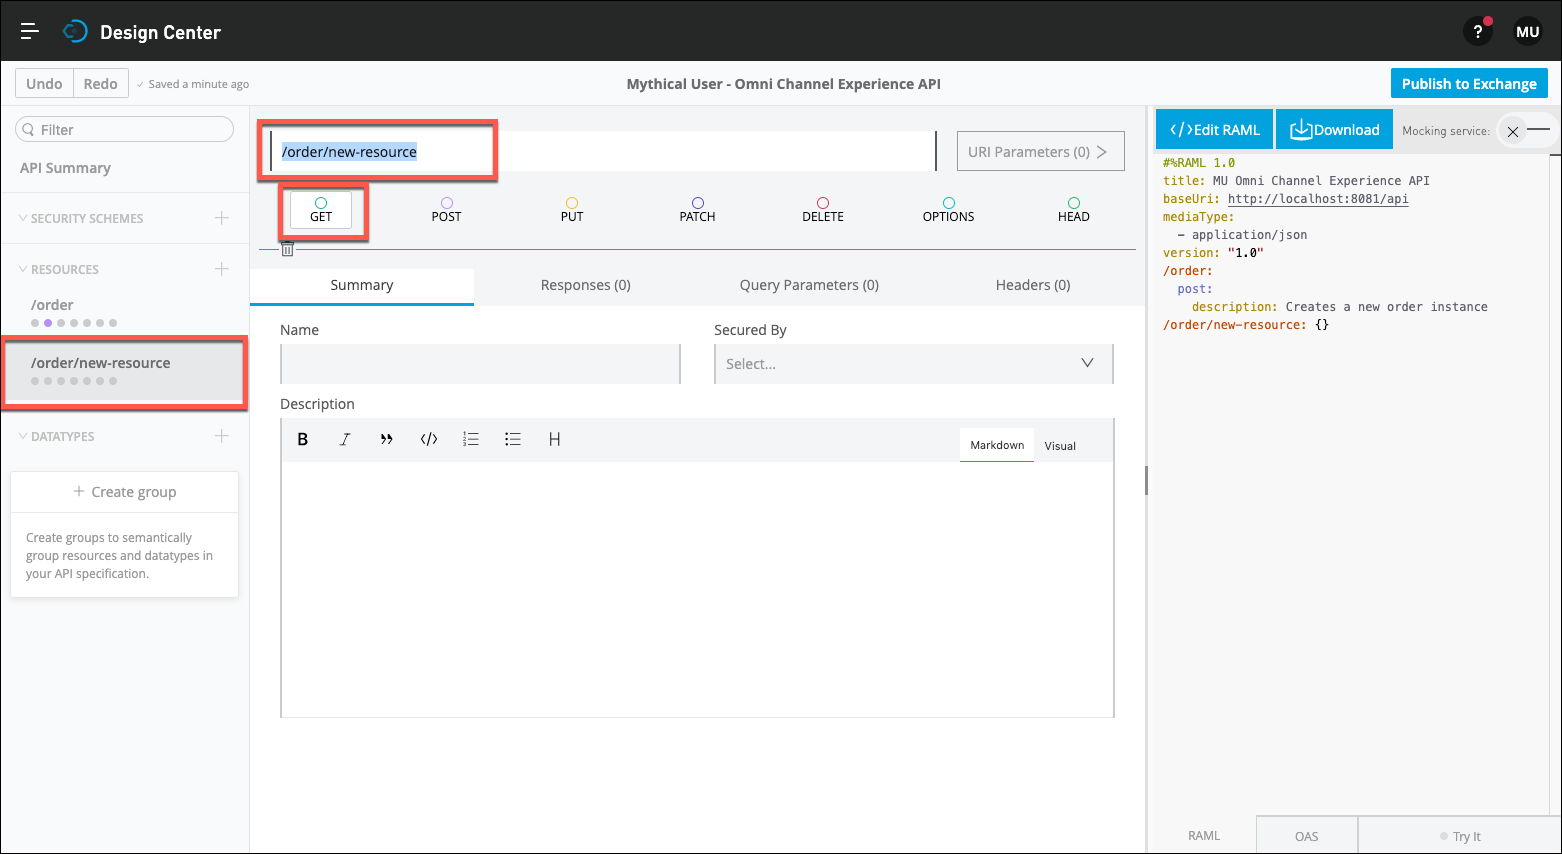 Design Center
?
MU
Undo
Redo
Saved a minute ago
Mythical User - Omni Channel Experience API
Publish to Exchange
Filter
API Summary
SECURITY SCHEMES
RESOURCES
/order
/order/new-resource
DATATYPES
+ Create group
Create groups to semantically
group resources and datatypes in
your API specification.
/order/new-resource
URI Parameters (0) >
GET
POST
PUT
PATCH
DELETE
OPTIONS
HEAD
Summary
Responses (0)
Query Parameters (0)
Headers (0)
Name
Secured By
Select...
Description
B
I
</>
H
Markdown
Visual
</>Edit RAML
Download
Mocking service:
#%RAML 1.0
title: MU Omni Channel Experience API
baseUri: http://localhost:8081/api
mediaType:
  - application/json
version: "1.0"
/order:
  post:
    description: Creates a new order instance
/order/new-resource: {}
RAML
OAS
Try It